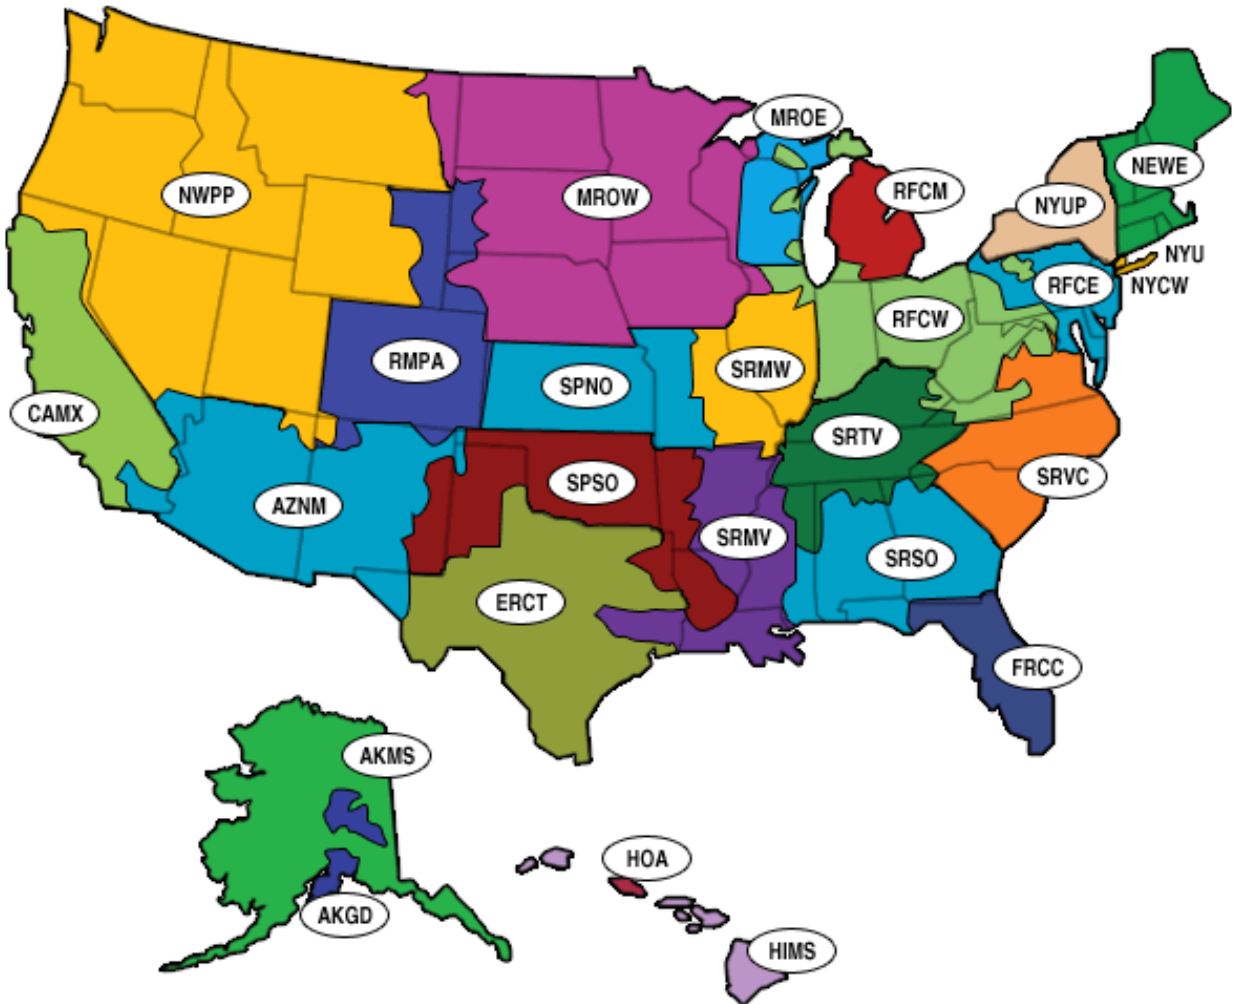 MROE
NEWE
NWPP
MROW
RFCM
NYUP
NYU
NYCW
RFCE
RFCW
RMPA
SRMW
SPNO
CAMX
SRTV
SRVC
SPSO
AZNM
SRMV
SRSO
ERCT
FRCC
AKMS
HOA
AKGD
HIMS